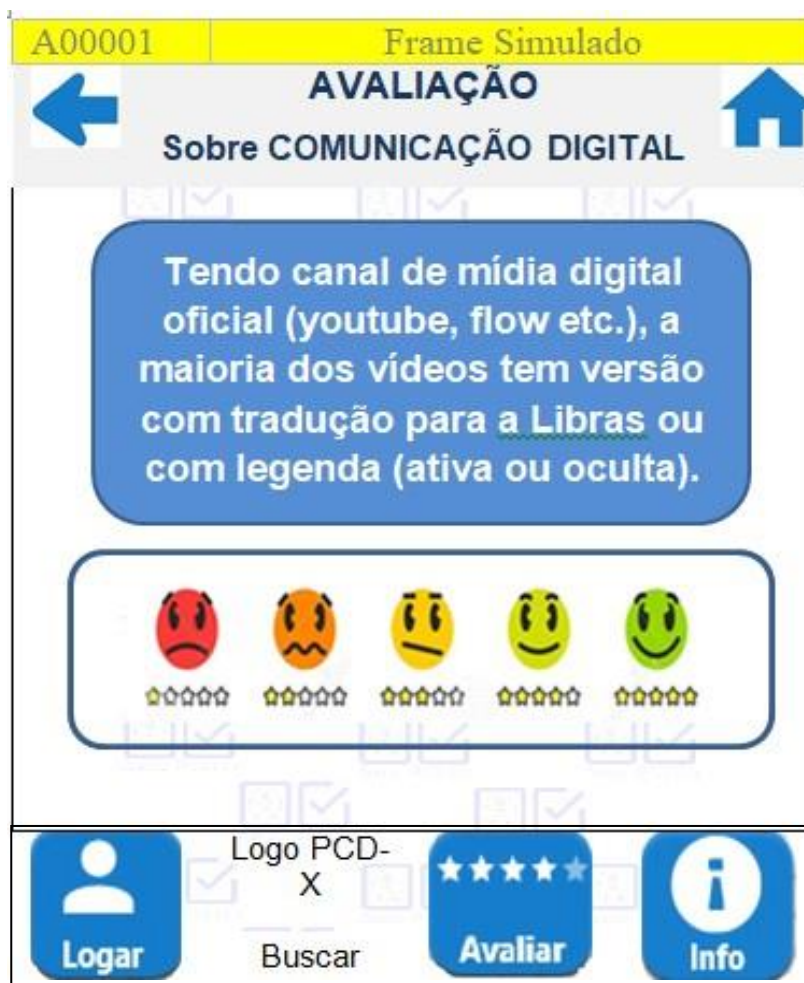 A00001 Frame Simulado
AVALIAÇÃO
Sobre COMUNICAÇÃO DIGITAL
Tendo canal de mídia digital
oficial (youtube, flow etc.), a
maioria dos vídeos tem versão
com tradução para a Libras ou
com legenda (ativa ou oculta).
Logar
Logo PCD-
X
Buscar
Avaliar
Info